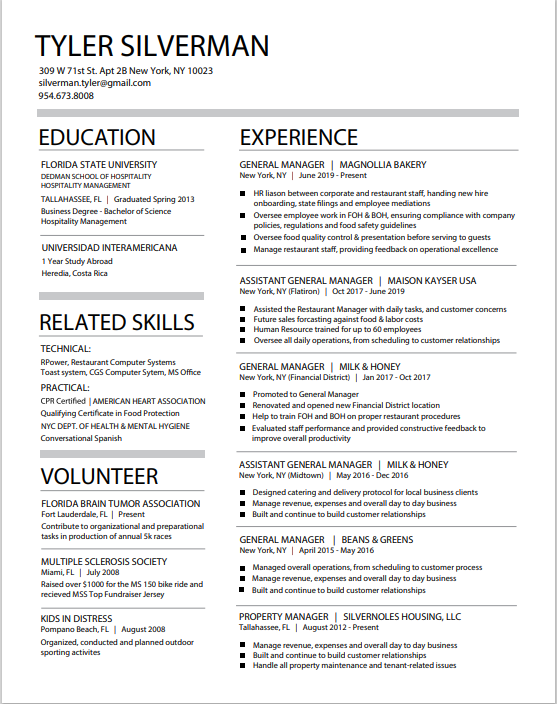 TYLER SILVERMAN
309 W 71st St. Apt 2B New York, NY 10023
silverman.tyler@gmail.com
954.673.8008
EDUCATION
FLORIDA STATE UNIVERSITY
DEDMAN SCHOOL OF HOSPITALITY
HOSPITALITY MANAGEMENT
TALLAHASSEE, FL | Graduated Spring 2013
Business Degree - Bachelor of Science
Hospitality Management
UNIVERSIDAD INTERAMERICANA
1 Year Study Abroad
Heredia, Costa Rica
RELATED SKILLS
TECHNICAL:
RPower, Restaurant Computer Systems
Toast system, CGS Computer Sytem, MS Office
PRACTICAL:
CPR Certified | AMERICAN HEART ASSOCIATION
Qualifying Certificate in Food Protection
NYC DEPT. OF HEALTH & MENTAL HYGIENE
Conversational Spanish
VOLUNTEER
FLORIDA BRAIN TUMOR ASSOCIATION
Fort Lauderdale, FL | Present
Contribute to organizational and preparational
tasks in production of annual 5k races
MULTIPLE SCLEROSIS SOCIETY
Miami, FL | July 2008
Raised over $1000 for the MS 150 bike ride and
recieved MSS Top Fundraiser Jersey
KIDS IN DISTRESS
Pompano Beach, FL | August 2008
Organized, conducted and planned outdoor
sporting activites
EXPERIENCE
GENERAL MANAGER | MAGNOLLIA BAKERY
New York, NY | June 2019 - Present
■ HR liason between corporate and restaurant staff, handing new hire
onboarding, state filings and employee mediations
■ Oversee employee work in FOH & BOH, ensuring compliance with company
policies, regulations and food safety guidelines
■ Oversee food quality control & presentation before serving to guests
■ Manage restaurant staff, providing feedback on operational excellence
ASSISTANT GENERAL MANAGER | MAISON KAYSER USA
New York, NY (Flatiron) | Oct 2017 - June 2019
■ Assisted the Restaurant Manager with daily tasks, and customer concerns
■ Future sales forcasting against food & labor costs
■ Human Resource trained for up to 60 employees
■ Oversee all daily operations, from scheduling to customer relationships
GENERAL MANAGER | MILK & HONEY
New York, NY (Financial District) | Jan 2017 - Oct 2017
■ Promoted to General Manager
■ Renovated and opened new Financial District location
■ Help to train FOH and BOH on proper restaurant procedures
■ Evaluated staff performance and provided constructive feedback to
improve overall productivity
ASSISTANT GENERAL MANAGER | MILK & HONEY
New York, NY (Midtown) | May 2016 - Dec 2016
■ Designed catering and delivery protocol for local business clients
■ Manage revenue, expenses and overall day to day business
■ Built and continue to build customer relationships
GENERAL MANAGER | BEANS & GREENS
New York, NY | April 2015 - May 2016
■ Managed overall operations, from scheduling to customer process
■ Manage revenue, expenses and overall day to day business
■ Built and continue to build customer relationships
PROPERTY MANAGER | SILVERNOLES HOUSING, LLC
Tallahassee, FL | August 2012 - Present
■ Manage revenue, expenses and overall day to day business
■ Built and continue to build customer relationships
■ Handle all property maintenance and tenant-related issues